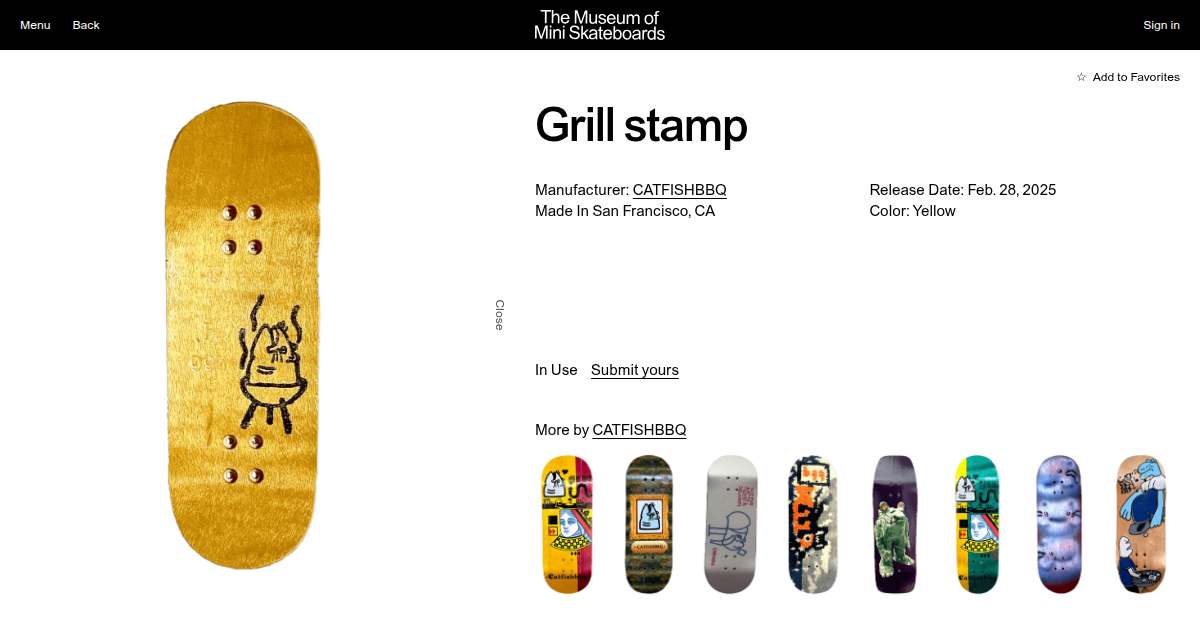 Menu
Back
The Museum of
Mini Skateboards
Sign in
☆ Add to Favorites
Grill stamp
Manufacturer: CATFISHBBQ
Made In San Francisco, CA
Release Date: Feb. 28, 2025
Color: Yellow
Close
In Use
Submit yours
More by CATFISHBBQ
CATFISHBBQ